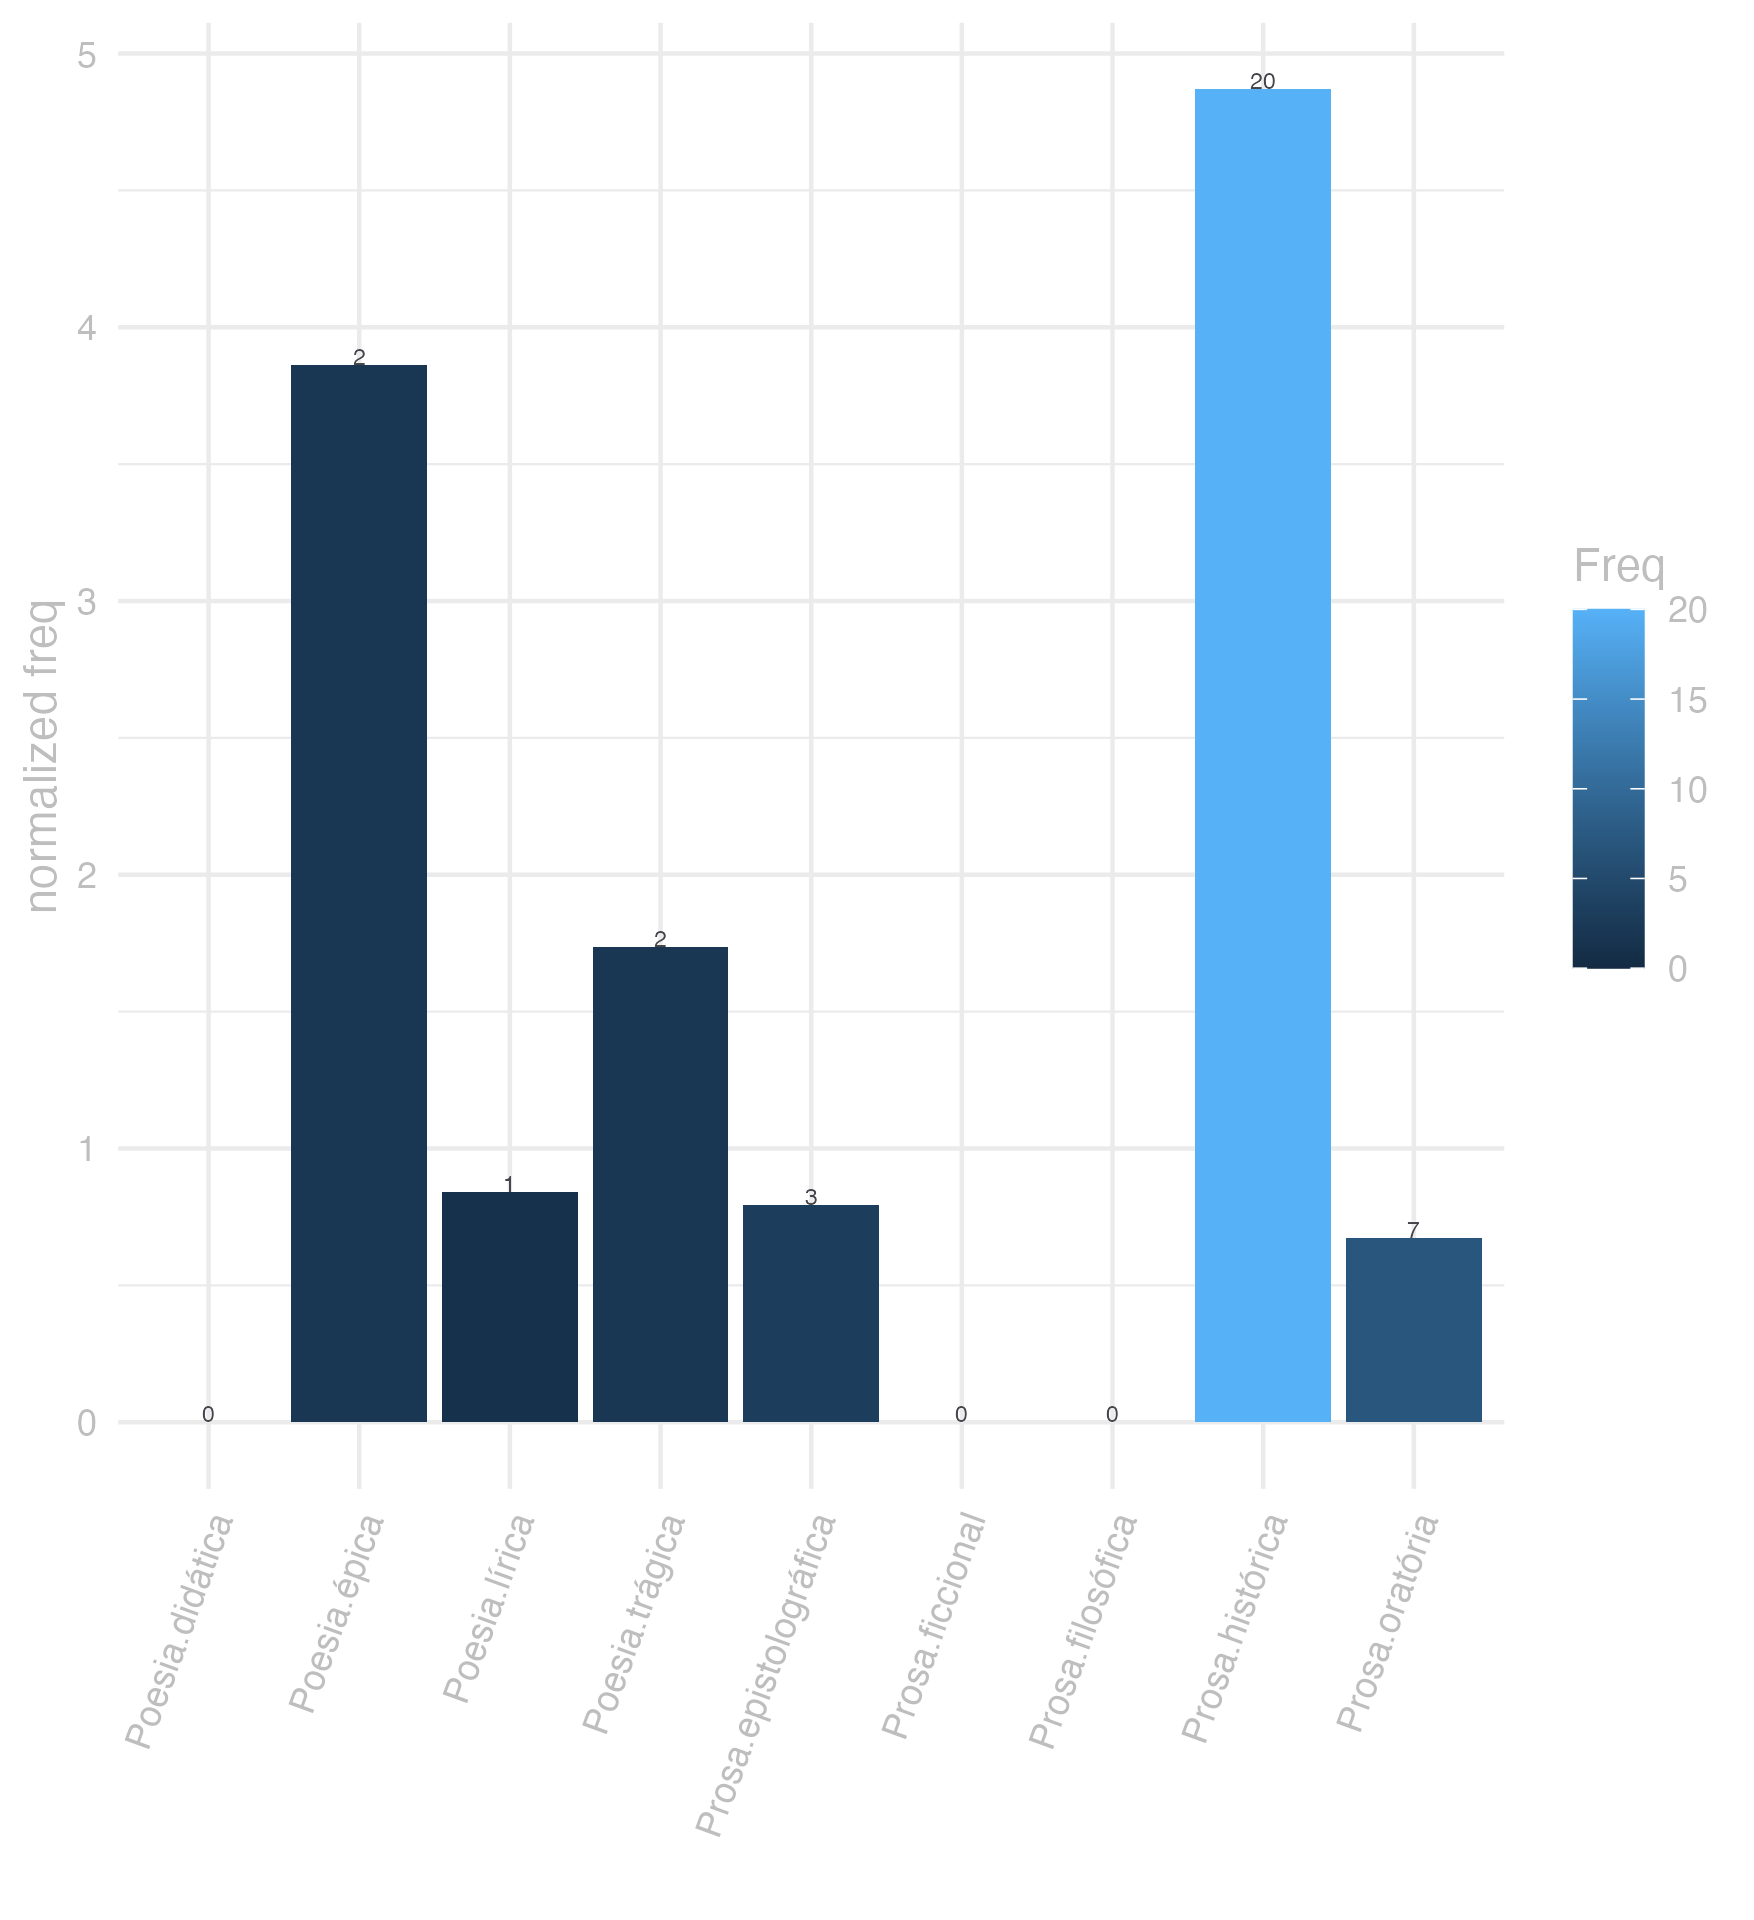 normalized freq
5
4
3
2
1
0
0
2
1
2
3
0
0
20
7
Poesia.didática
Poesia.épica
Poesia.lírica
Poesia.trágica
Prosa.epistolográfica
Prosa.ficcional
Prosa.filosófica
Prosa.histórica
Prosa.oratória
Freq
20
15
10
5
0